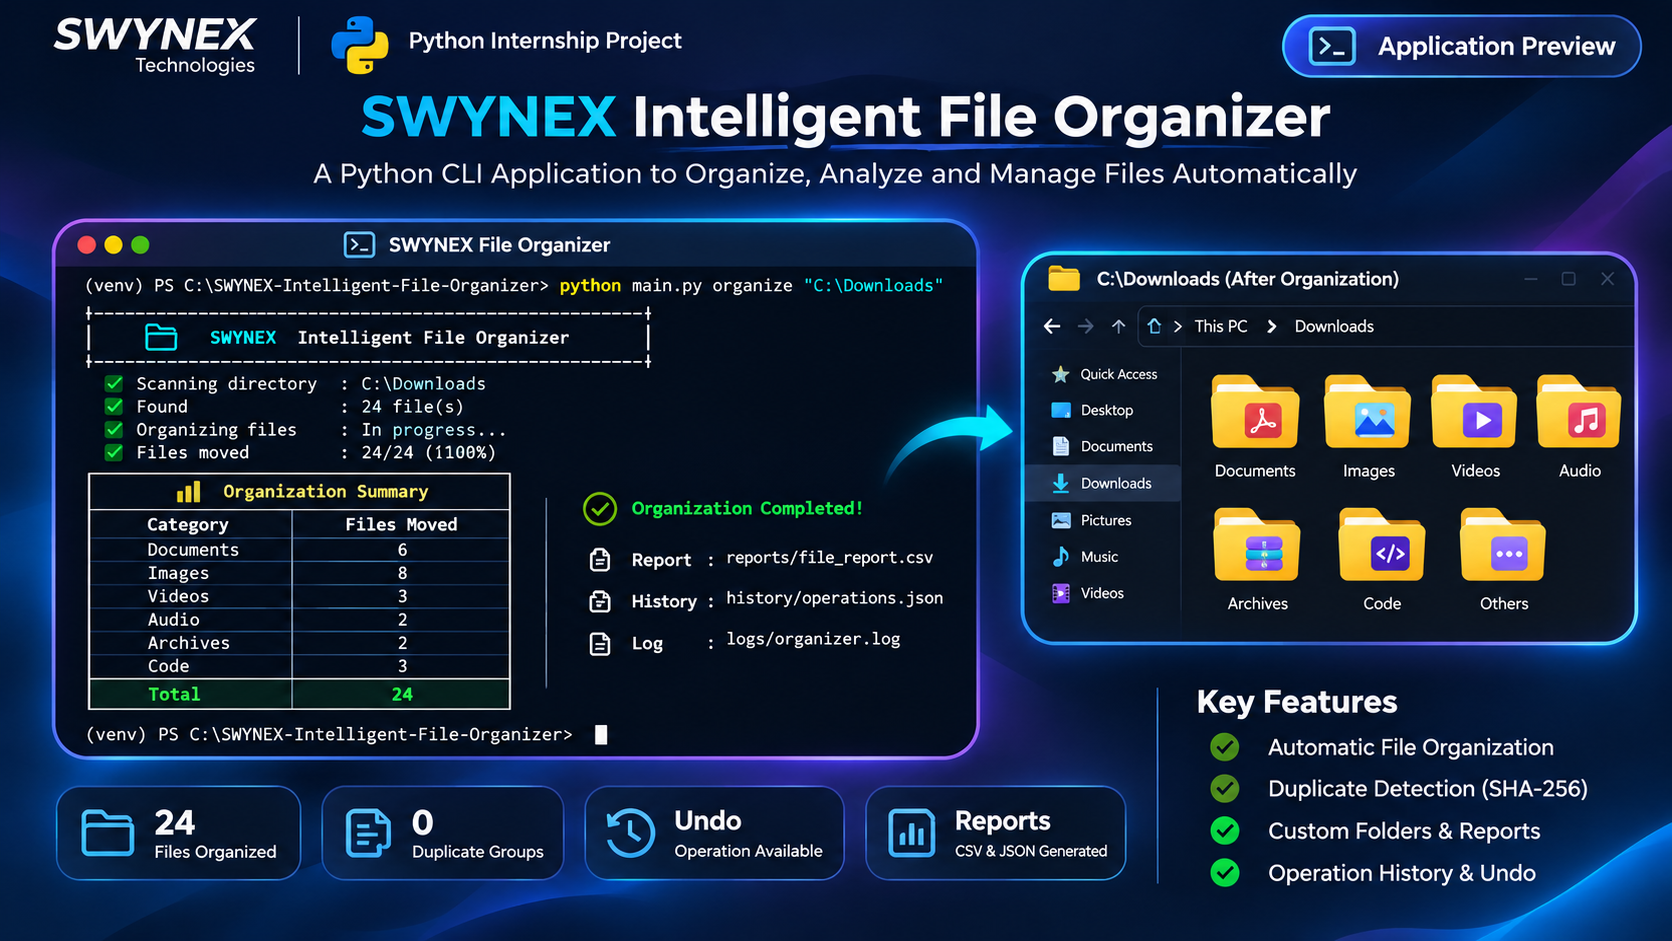 SWYNEX
Technologies
Python Internship Project
>_ Application Preview
SWYNEX Intelligent File Organizer
A Python CLI Application to Organize, Analyze and Manage Files Automatically
>_ SWYNEX File Organizer
(venv) PS C:\SWYNEX-Intelligent-File-Organizer> python main.py organize "C:\Downloads"
SWYNEX Intelligent File Organizer
Scanning directory : C:\Downloads
Found : 24 file(s)
Organizing files : In progress...
Files moved : 24/24 (1100%)
Organization Summary
Category Files Moved
Documents 6
Images 8
Videos 3
Audio 2
Archives 2
Code 3
Total 24
Organization Completed!
Report : reports/file_report.csv
History : history/operations.json
Log : logs/organizer.log
(venv) PS C:\SWYNEX-Intelligent-File-Organizer>
C:\Downloads (After Organization)
This PC > Downloads
Quick Access
Desktop
Documents
Downloads
Pictures
Music
Videos
Documents Images Videos Audio
</>
Archives Code Others
24
Files Organized
0
Duplicate Groups
Undo
Operation Available
Reports
CSV & JSON Generated
Key Features
Automatic File Organization
Duplicate Detection (SHA-256)
Custom Folders & Reports
Operation History & Undo